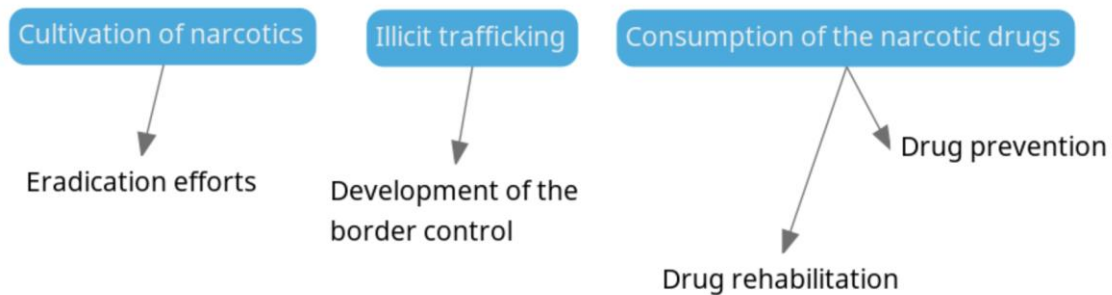 Cultivation of narcotics
Illicit trafficking
Consumption of the narcotic drugs
Eradication efforts
Development of the
border control
Drug prevention
Drug rehabilitation